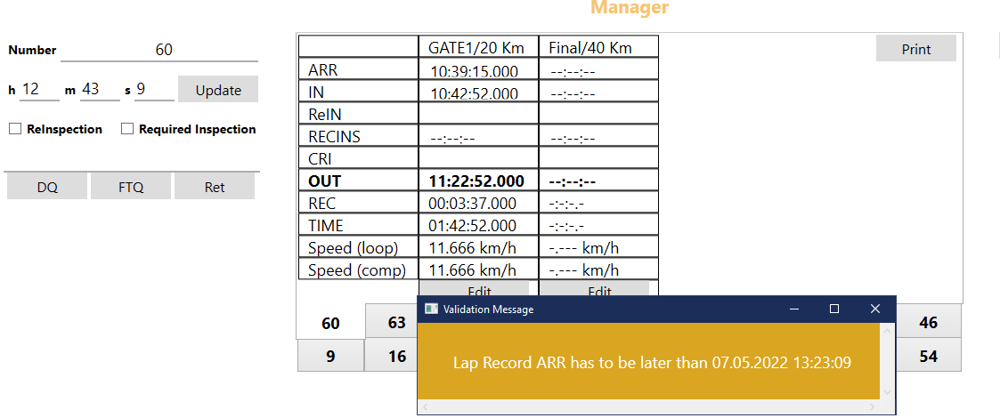 Manager
Number 60
h 12 m 43 s 9 Update
ReInspection Required Inspection
DQ FTQ Ret
GATE1/20 Km Final/40 Km
ARR 10:39:15.000 --:--:--
IN 10:42:52.000 --:--:--
ReIN
RECINS --:--:-- --:--:--
CRI
OUT 11:22:52.000 --:--:--
REC 00:03:37.000 -:-:-.-
TIME 01:42:52.000 -:-:-.-
Speed (loop) 11.666 km/h -.--- km/h
Speed (comp) 11.666 km/h -.--- km/h
Edit Edit
Print
60 63 46
9 16 54
Validation Message
Lap Record ARR has to be later than 07.05.2022 13:23:09